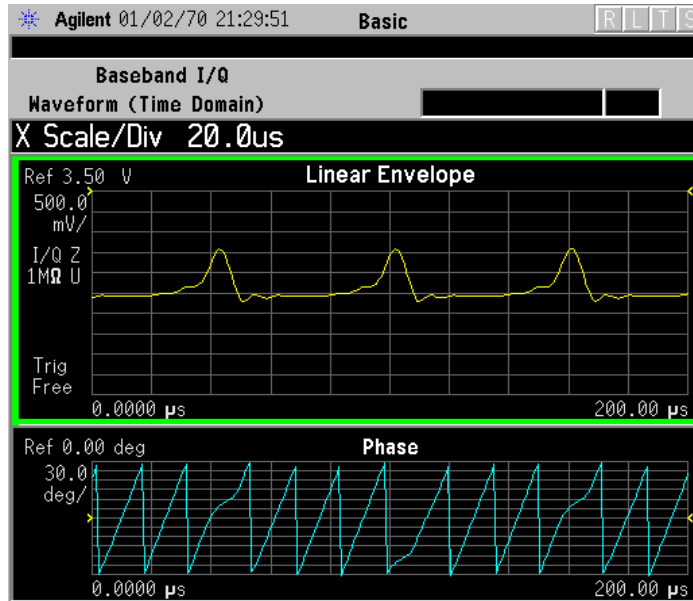 Agilent 01/02/70 21:29:51 Basic R L T S
Baseband I/Q
Waveform (Time Domain)
X Scale/Div 20.0us
Ref 3.50 V Linear Envelope
500.0
mV/
I/Q Z
1MΩ U
Trig
Free
0.0000 µs 200.00 µs
Ref 0.00 deg Phase
30.0
deg/
0.0000 µs 200.00 µs